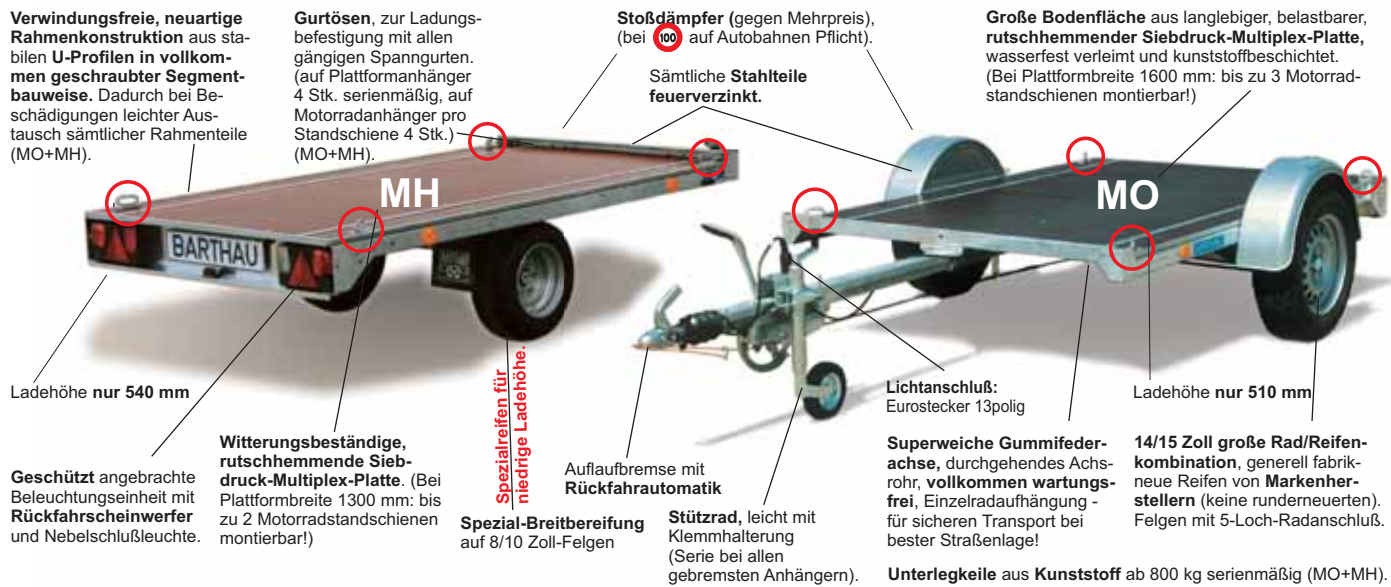 Verwindungsfreie, neuartige
Rahmenkonstruktion aus sta-
bilen U-Profilen in vollkom-
men geschraubter Segment-
bauweise. Dadurch bei Be-
schädigungen leichter Aus-
tausch sämtlicher Rahmenteile
(MO+MH).
Gurtösen, zur Ladungs-
befestigung mit allen
gängigen Spanngurten.
(auf Plattformanhänger
4 Stk. serienmäßig, auf
Motorradanhänger pro
Standschiene 4 Stk.)
(MO+MH).
Stoßdämpfer (gegen Mehrpreis),
(bei 100 auf Autobahnen Pflicht).
Sämtliche Stahlteile
feuerverzinkt.
Große Bodenfläche aus langlebiger, belastbarer,
rutschhemmender Siebdruck-Multiplex-Platte,
wasserfest verleimt und kunststoffbeschichtet.
(Bei Plattformbreite 1600 mm: bis zu 3 Motorrad-
standschienen montierbar!)
MH
MO
BARTHAU
Ladehöhe nur 540 mm
Geschützt angebrachte
Beleuchtungseinheit mit
Rückfahrscheinwerfer
und Nebelschlußleuchte.
Witterungsbeständige,
rutschhemmende Sieb-
druck-Multiplex-Platte. (Bei
Plattformbreite 1300 mm: bis
zu 2 Motorradstandschienen
montierbar!)
Spezialreifen für
niedrige Ladehöhe.
Spezial-Breitbereifung
auf 8/10 Zoll-Felgen
Auflaufbremse mit
Rückfahrautomatik
Stützrad, leicht mit
Klemmhalterung
(Serie bei allen
gebremsten Anhängern).
Lichtanschluß:
Eurostecker 13polig
Superweiche Gummifeder-
achse, durchgehendes Achs-
rohr, vollkommen wartungs-
frei, Einzelradaufhängung -
für sicheren Transport bei
bester Straßenlage!
Ladehöhe nur 510 mm
14/15 Zoll große Rad/Reifen-
kombination, generell fabrik-
neue Reifen von Markenher-
stellern (keine runderneuerten).
Felgen mit 5-Loch-Radanschluß.
Unterlegkeile aus Kunststoff ab 800 kg serienmäßig (MO+MH)